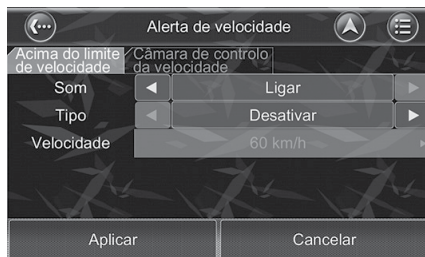 Alerta de velocidade
Acima do limite
de velocidade
Câmara de controlo
da velocidade
Som
Ligar
Tipo
Desativar
Velocidade
60 km/h
Aplicar
Cancelar